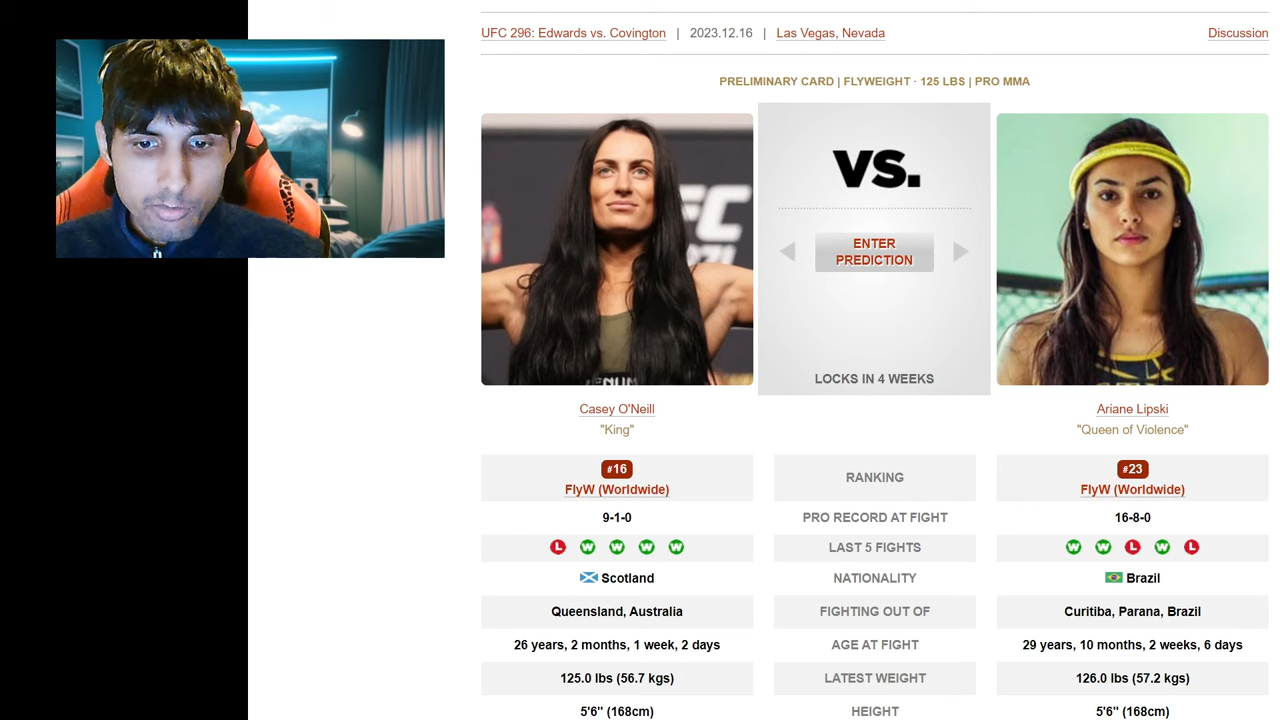 UFC 296: Edwards vs. Covington | 2023.12.16 | Las Vegas, Nevada Discussion
PRELIMINARY CARD | FLYWEIGHT · 125 LBS | PRO MMA
VS.
ENTER
PREDICTION
LOCKS IN 4 WEEKS
Casey O'Neill Ariane Lipski
"King" "Queen of Violence"
#16 RANKING #23
FlyW (Worldwide) FlyW (Worldwide)
9-1-0 PRO RECORD AT FIGHT 16-8-0
L W W W W LAST 5 FIGHTS W W L W L
Scotland NATIONALITY Brazil
Queensland, Australia FIGHTING OUT OF Curitiba, Parana, Brazil
26 years, 2 months, 1 week, 2 days AGE AT FIGHT 29 years, 10 months, 2 weeks, 6 days
125.0 lbs (56.7 kgs) LATEST WEIGHT 126.0 lbs (57.2 kgs)
5'6" (168cm) HEIGHT 5'6" (168cm)